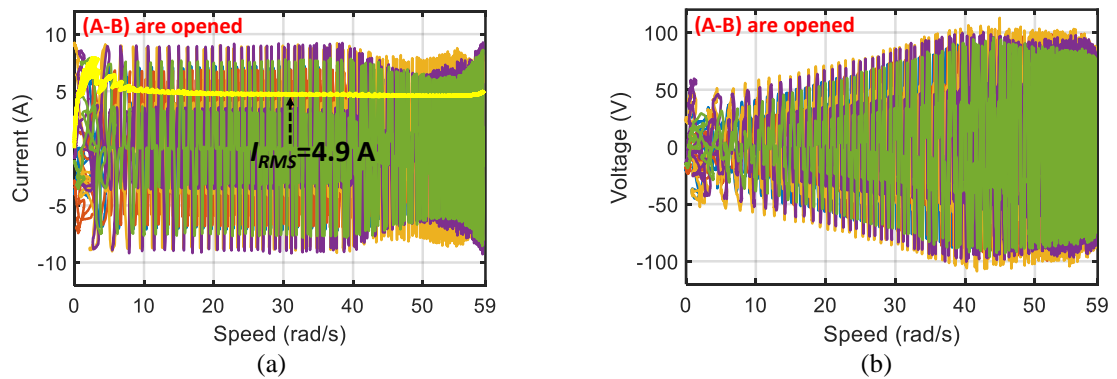 (A-B) are opened
10
5
0
-5
-10
Current (A)
I_RMS=4.9 A
0
10
20
30
40
50
59
Speed (rad/s)
(a)
(A-B) are opened
100
50
0
-50
-100
Voltage (V)
0
10
20
30
40
50
59
Speed (rad/s)
(b)